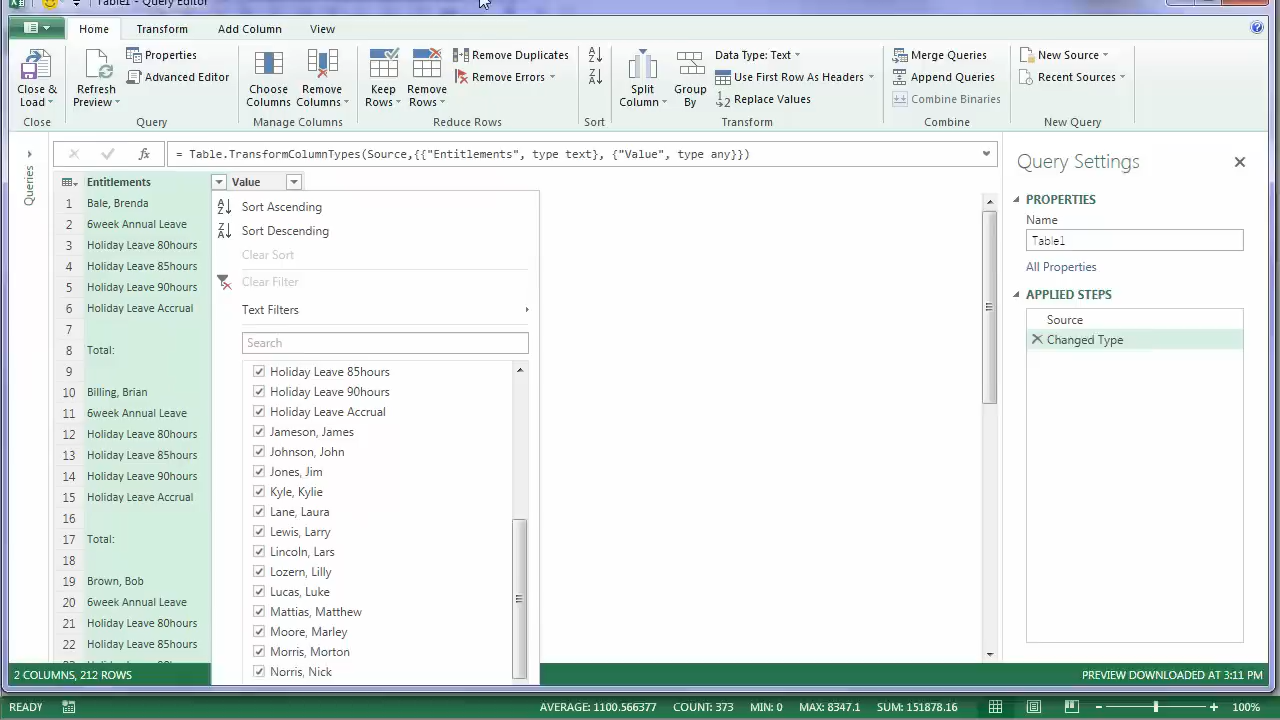 Table1 - Query Editor
Home Transform Add Column View
Close & Load
Close
Refresh Preview
Properties
Advanced Editor
Query
Choose Columns
Remove Columns
Manage Columns
Keep Rows
Remove Rows
Remove Duplicates
Remove Errors
Reduce Rows
Sort
Split Column
Group By
Data Type: Text
Use First Row As Headers
Replace Values
Transform
Merge Queries
Append Queries
Combine Binaries
Combine
New Source
Recent Sources
New Query
Queries
fx = Table.TransformColumnTypes(Source,{{"Entitlements", type text}, {"Value", type any}})
Entitlements Value
1 Bale, Brenda
2 6week Annual Leave
3 Holiday Leave 80hours
4 Holiday Leave 85hours
5 Holiday Leave 90hours
6 Holiday Leave Accrual
7
8 Total:
9
10 Billing, Brian
11 6week Annual Leave
12 Holiday Leave 80hours
13 Holiday Leave 85hours
14 Holiday Leave 90hours
15 Holiday Leave Accrual
16
17 Total:
18
19 Brown, Bob
20 6week Annual Leave
21 Holiday Leave 80hours
22 Holiday Leave 85hours
Sort Ascending
Sort Descending
Clear Sort
Clear Filter
Text Filters
Search
Holiday Leave 85hours
Holiday Leave 90hours
Holiday Leave Accrual
Jameson, James
Johnson, John
Jones, Jim
Kyle, Kylie
Lane, Laura
Lewis, Larry
Lincoln, Lars
Lozern, Lilly
Lucas, Luke
Mattias, Matthew
Moore, Marley
Morris, Morton
Norris, Nick
Query Settings
PROPERTIES
Name
Table1
All Properties
APPLIED STEPS
Source
Changed Type
2 COLUMNS, 212 ROWS
PREVIEW DOWNLOADED AT 3:11 PM
READY
AVERAGE: 1100.566377 COUNT: 373 MIN: 0 MAX: 8347.1 SUM: 151878.16
100%